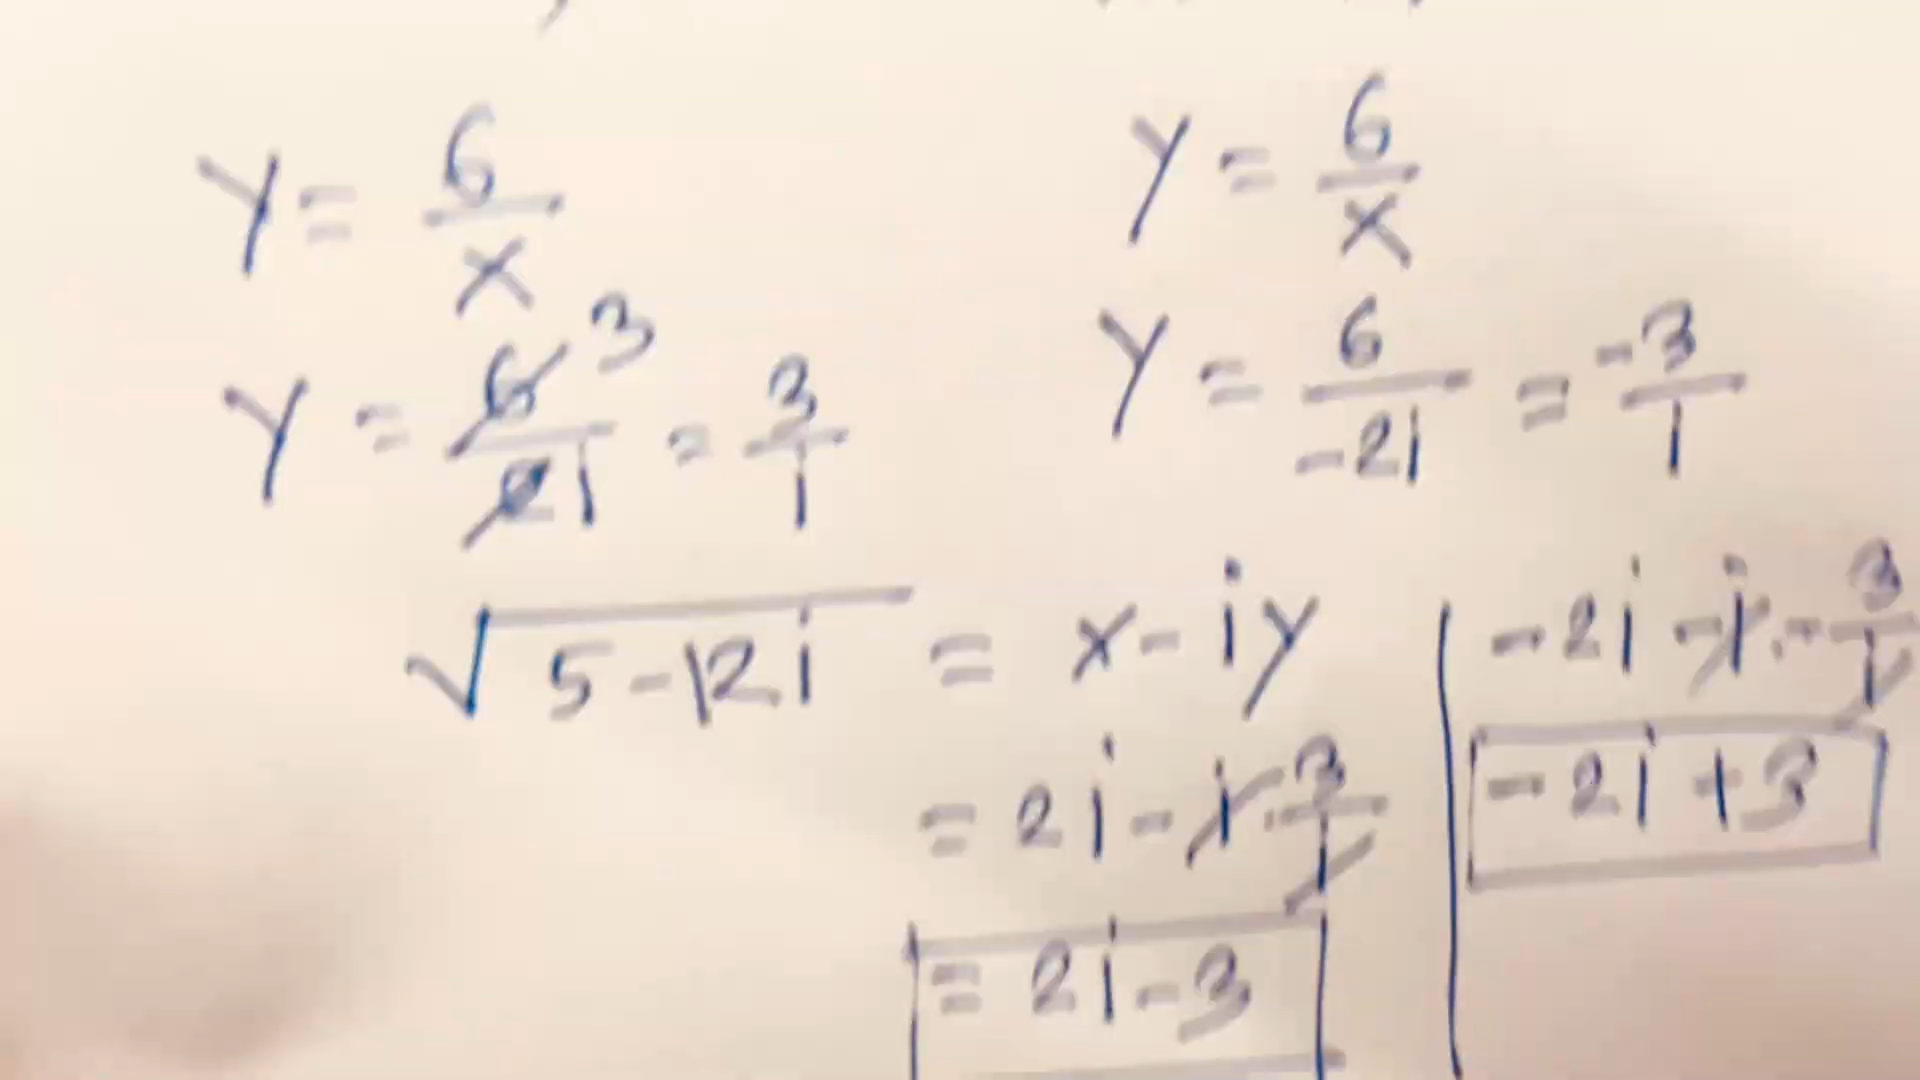 y = 6/x
y = 6/2i 3 = 3/i
y = 6/x
y = 6/-2i = -3/i
√(5-12i) = x - iy
= 2i - i · 3/i
= 2i - 3
-2i - i · -3/i
-2i + 3